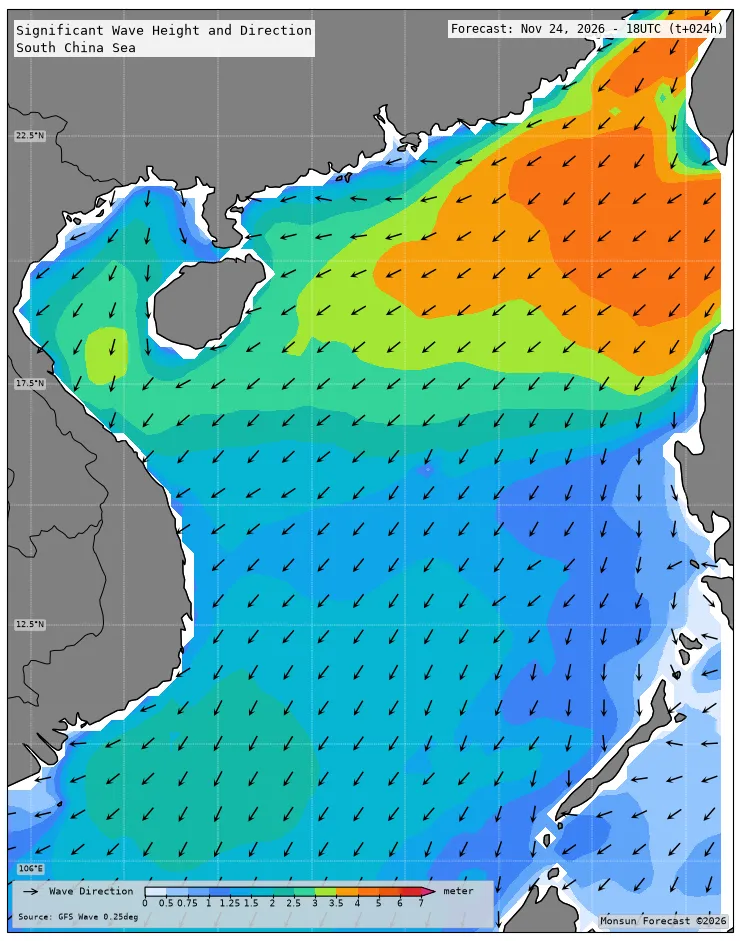 Significant Wave Height and Direction
South China Sea
Forecast: Nov 24, 2026 - 18UTC (t+024h)
22.5°N
17.5°N
12.5°N
106°E
Wave Direction
meter
0 0.5 0.75 1 1.25 1.5 2 2.5 3 3.5 4 5 6 7
Source: GFS Wave 0.25deg
Monsun Forecast ©2026